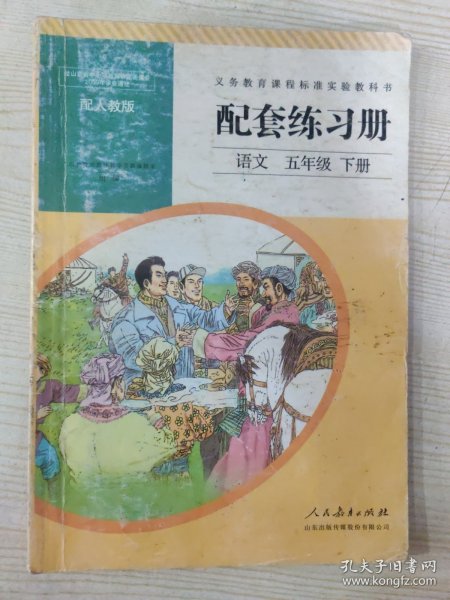 义务教育课程标准实验教科书
配套练习册
配人教版
语文 五年级 下册
人民教育出版社
山东出版传媒股份有限公司
孔夫子旧书网
www.kongfz.com